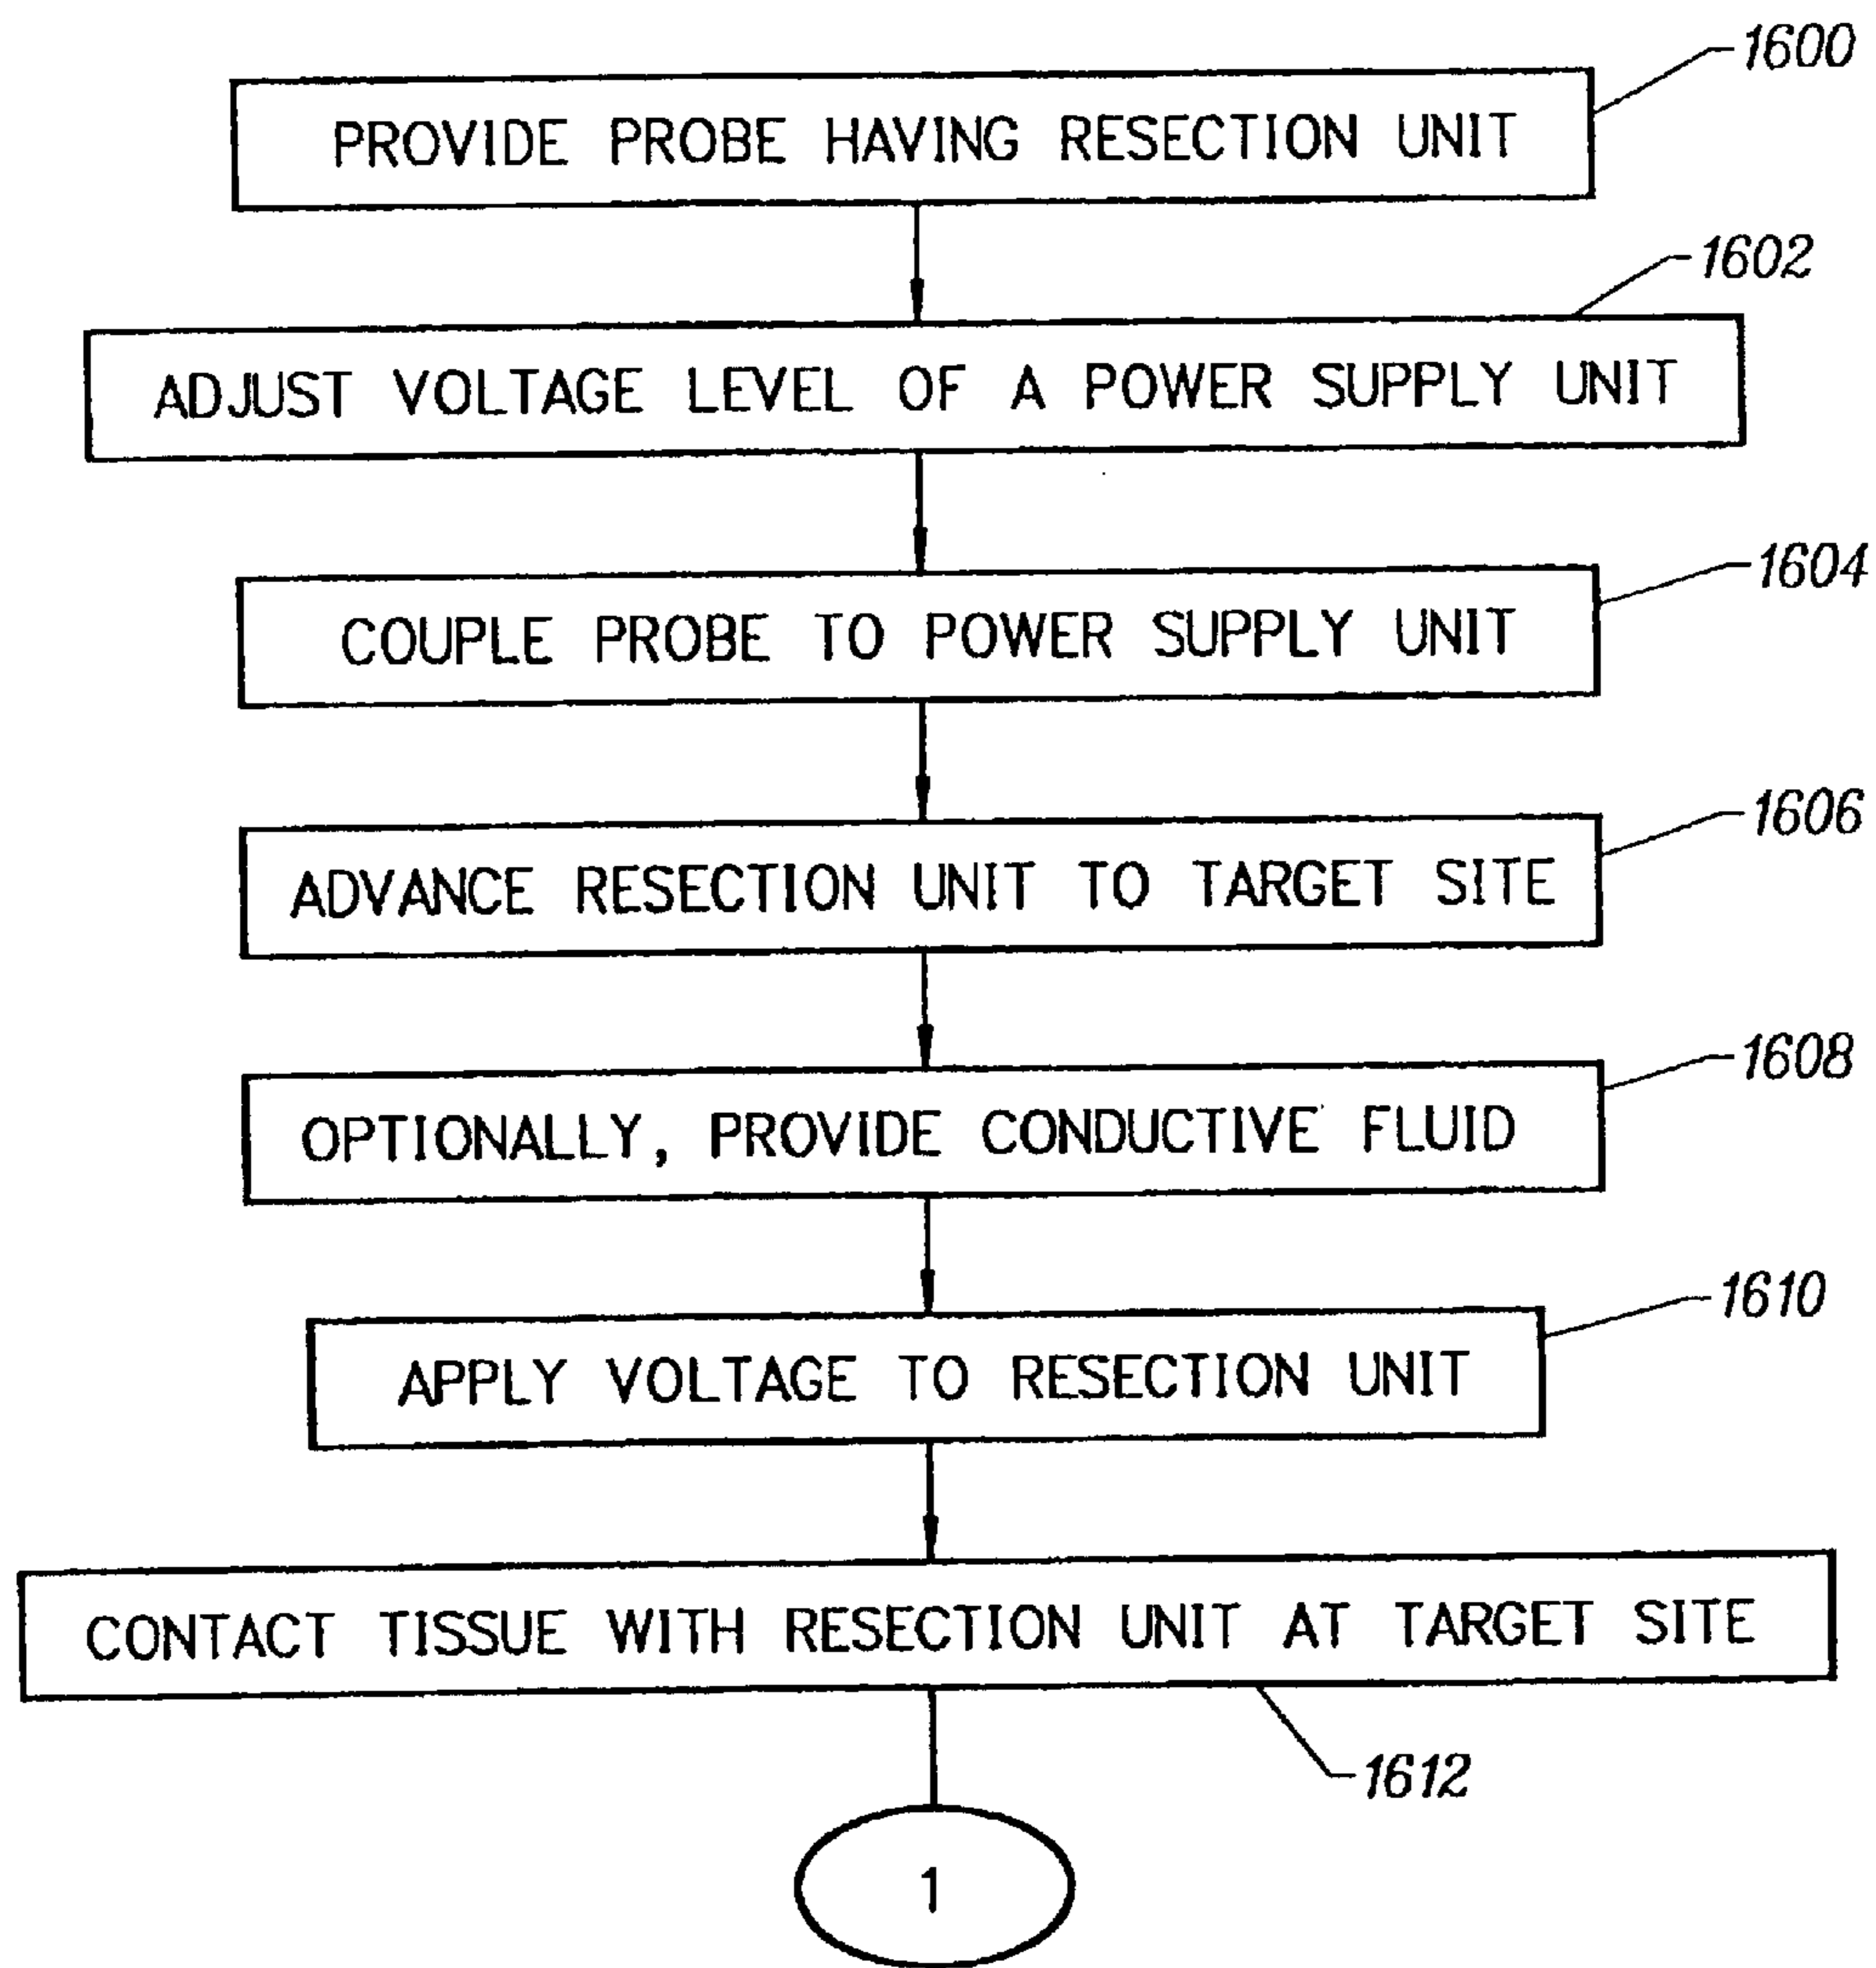 1600
PROVIDE PROBE HAVING RESECTION UNIT
1602
ADJUST VOLTAGE LEVEL OF A POWER SUPPLY UNIT
1604
COUPLE PROBE TO POWER SUPPLY UNIT
1606
ADVANCE RESECTION UNIT TO TARGET SITE
1608
OPTIONALLY, PROVIDE CONDUCTIVE FLUID
1610
APPLY VOLTAGE TO RESECTION UNIT
CONTACT TISSUE WITH RESECTION UNIT AT TARGET SITE
1612
1